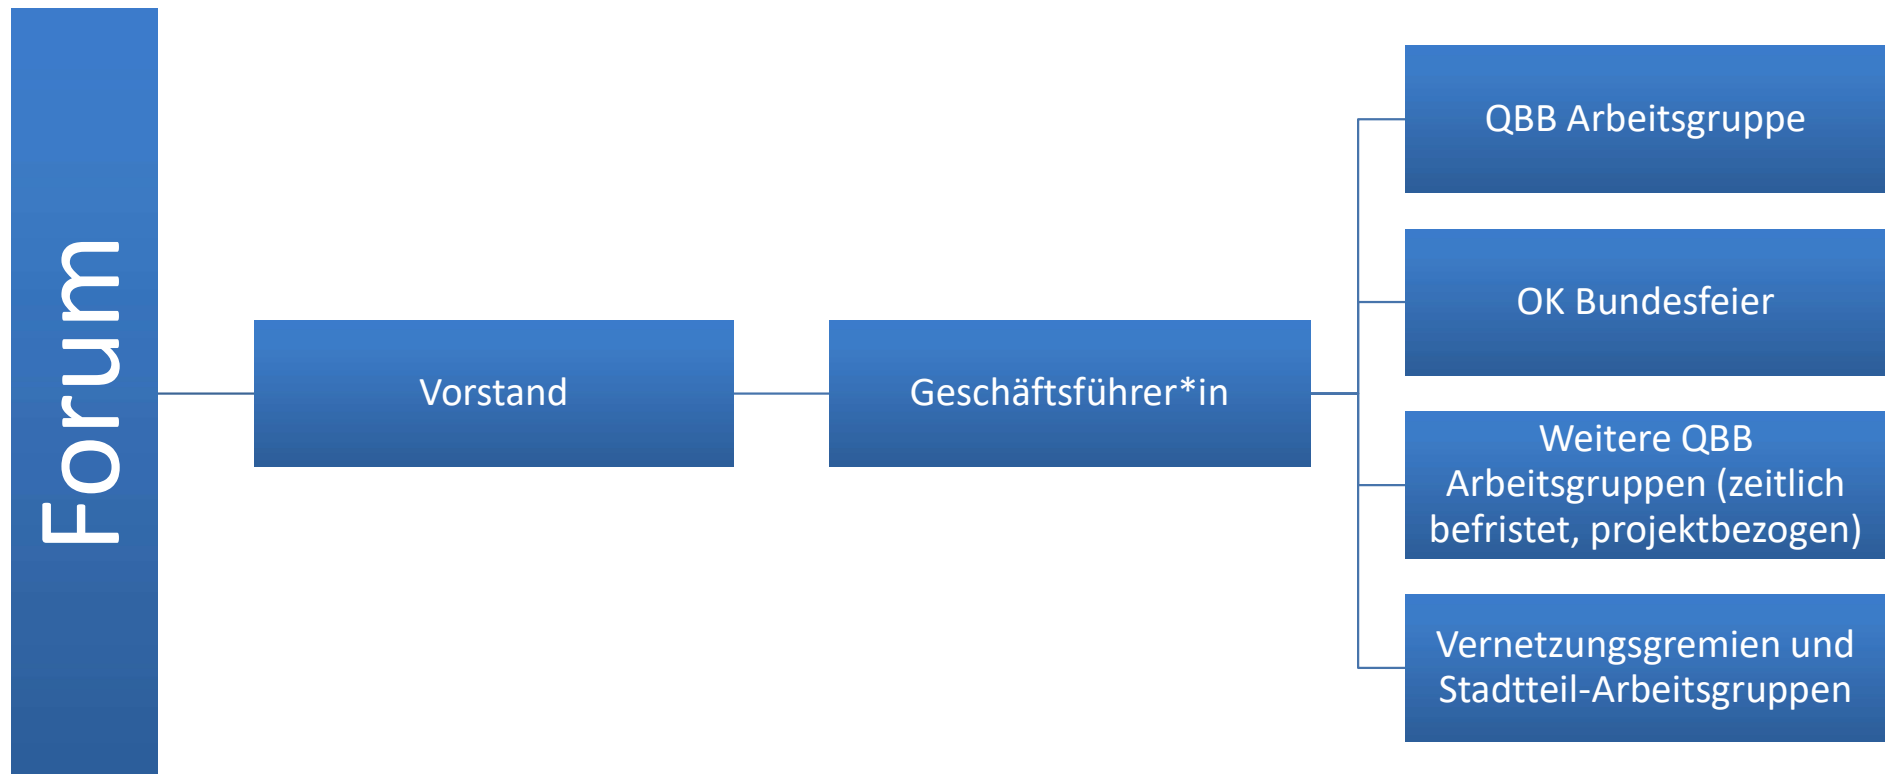 Forum
Vorstand
Geschäftsführer*in
QBB Arbeitsgruppe
OK Bundesfeier
Weitere QBB
Arbeitsgruppen (zeitlich
befristet, projektbezogen)
Vernetzungsgremien und
Stadtteil-Arbeitsgruppen